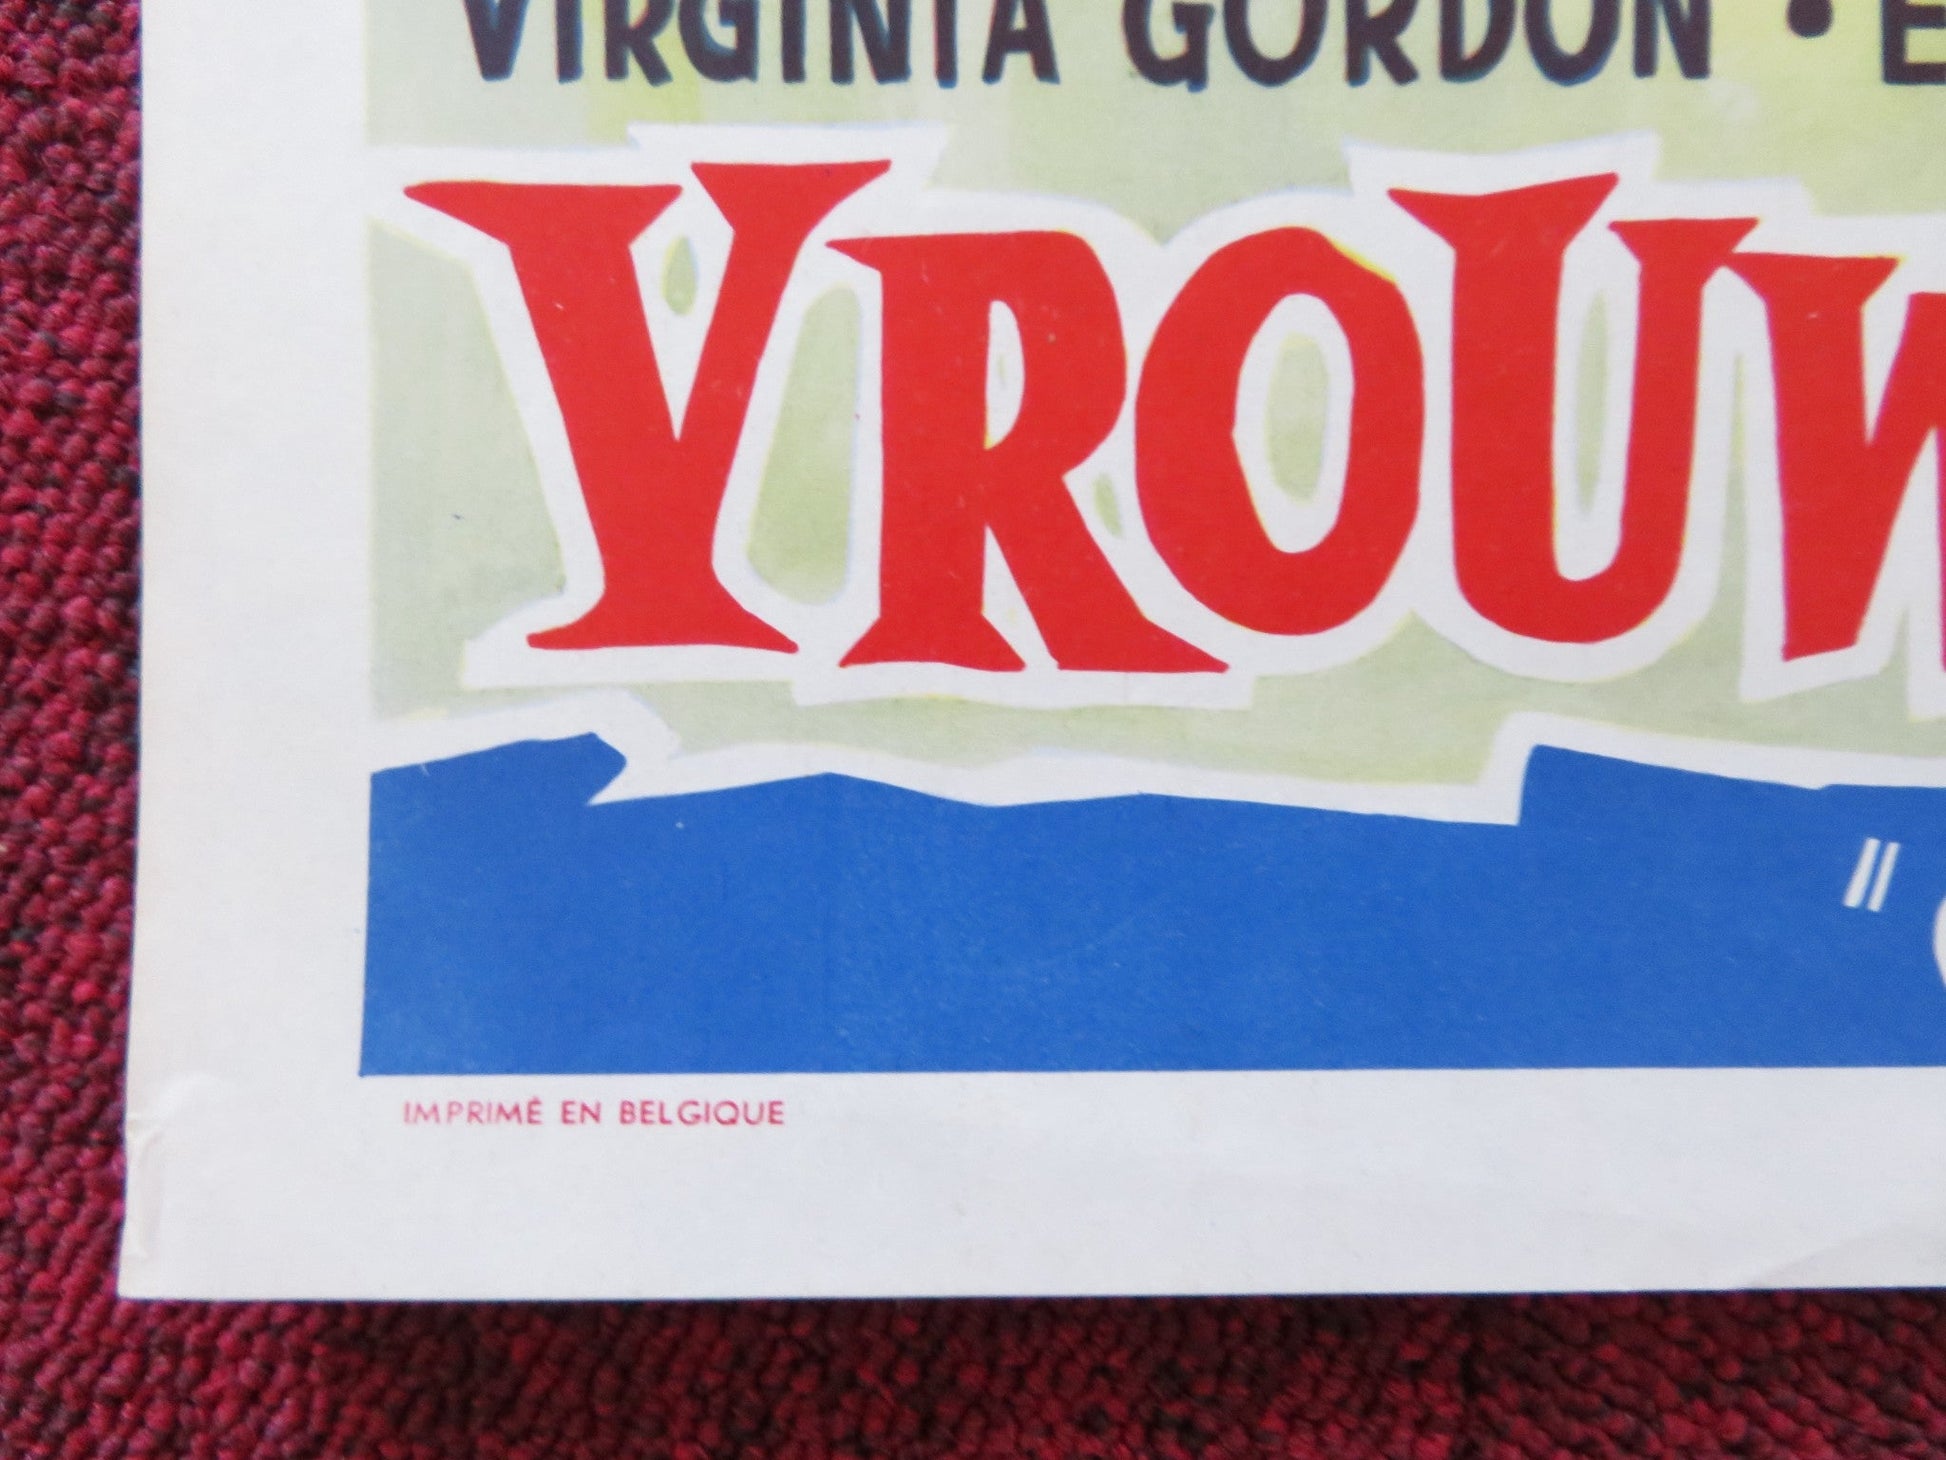 VIRGINIA GORDON •
VROUW
"
IMPRIMÉ EN BELGIQUE